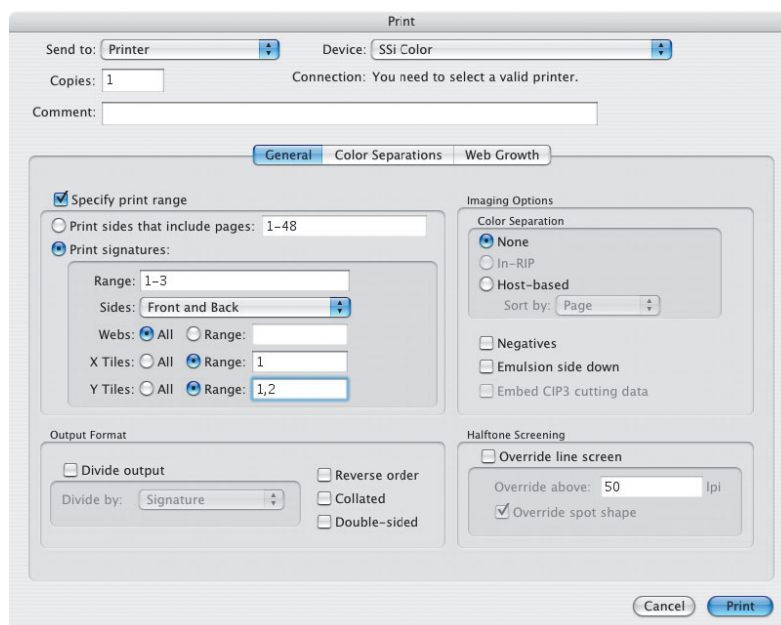 Print
Send to: Printer
Device: SSi Color
Copies: 1
Connection: You need to select a valid printer.
Comment:
General
Color Separations
Web Growth
Specify print range
Print sides that include pages: 1-48
Print signatures:
Range: 1-3
Sides: Front and Back
Webs: All Range:
X Tiles: All Range: 1
Y Tiles: All Range: 1,2
Imaging Options
Color Separation
None
In-RIP
Host-based
Sort by: Page
Negatives
Emulsion side down
Embed CIP3 cutting data
Output Format
Divide output
Divide by: Signature
Reverse order
Collated
Double-sided
Halftone Screening
Override line screen
Override above: 50 lpi
Override spot shape
Cancel
Print